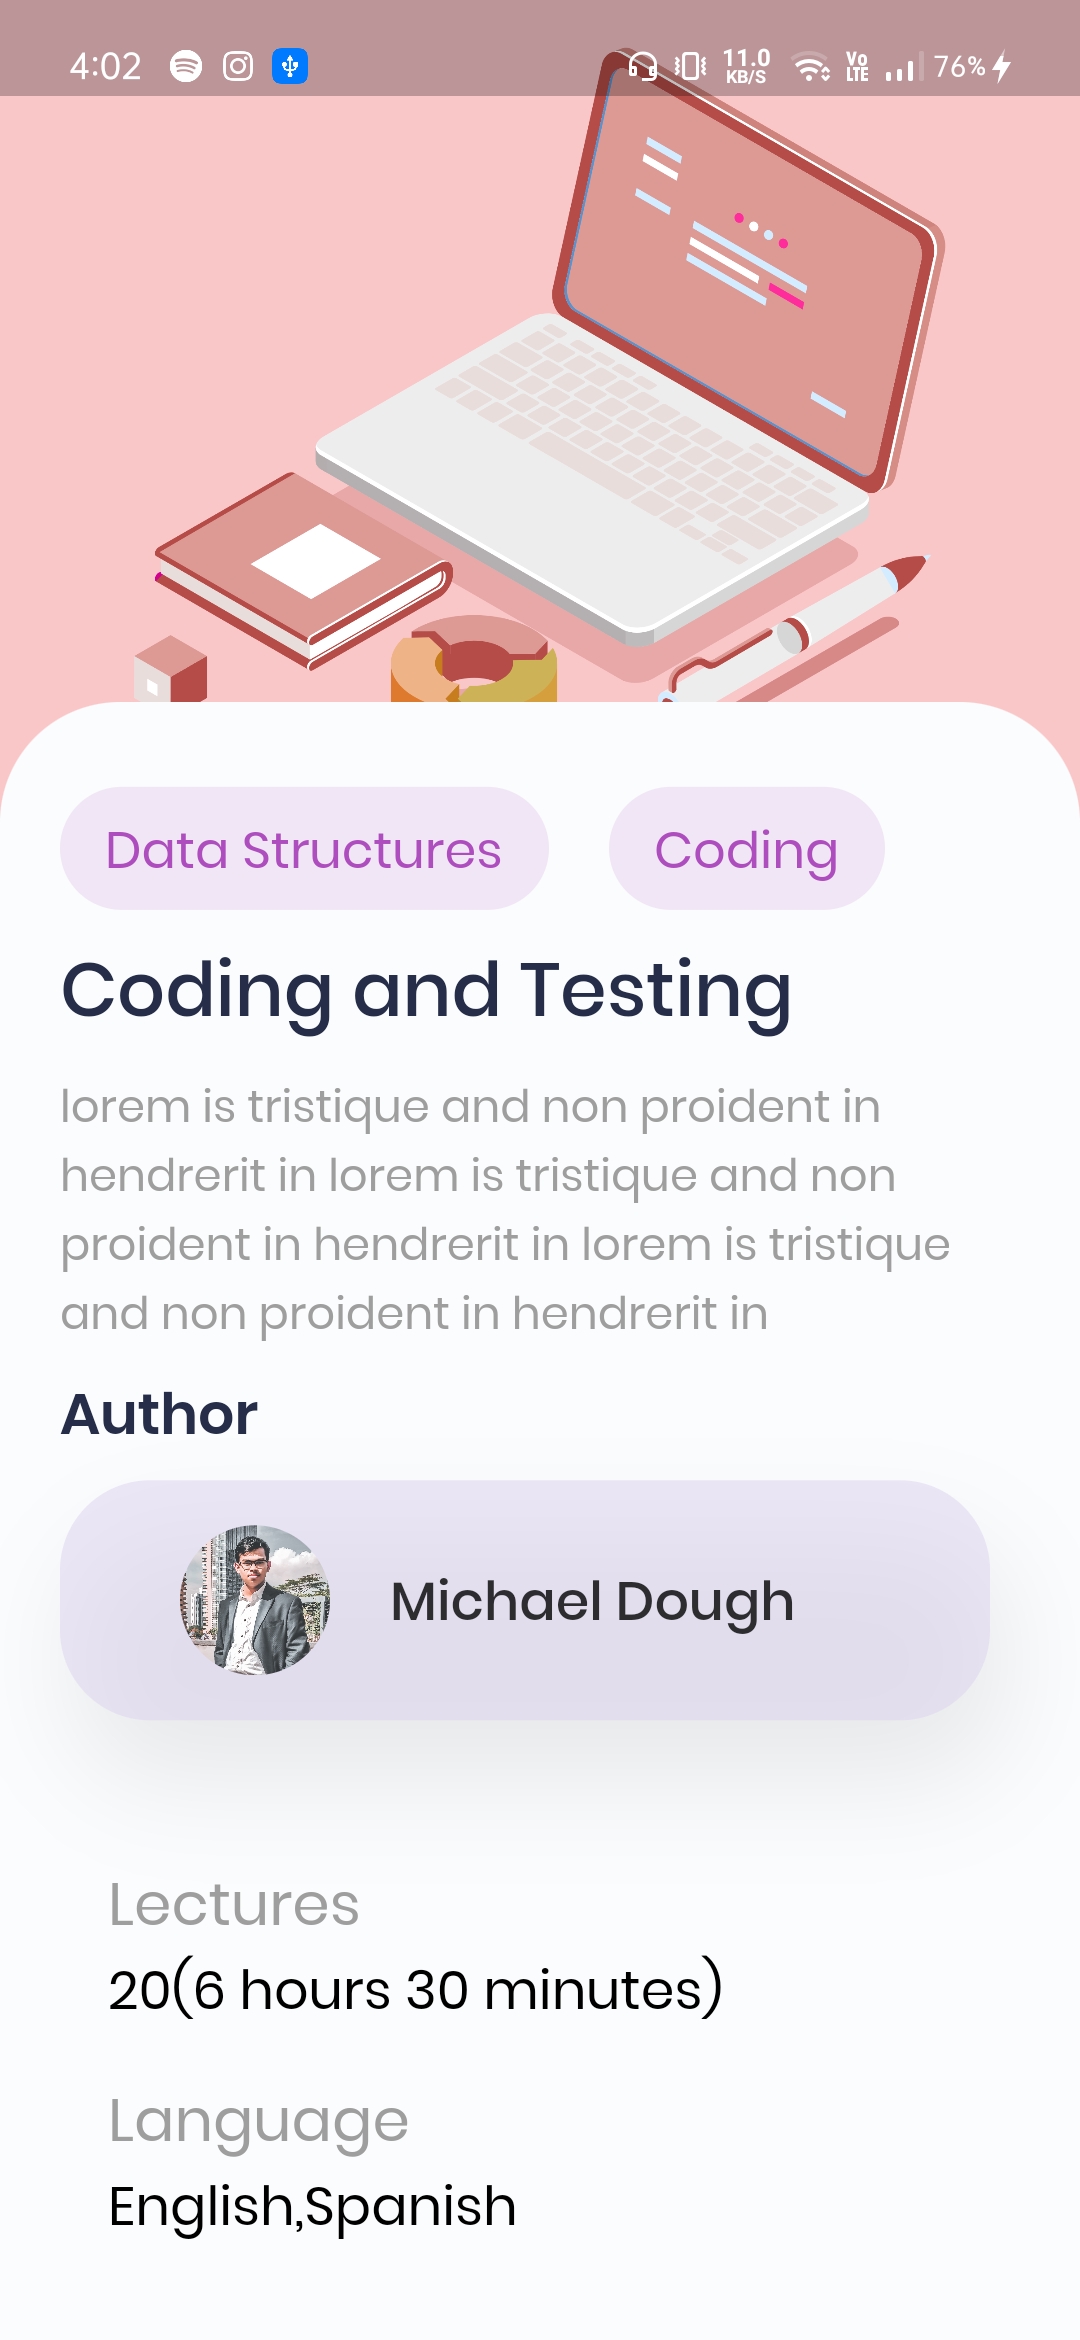 4:02 11.0 KB/S Vo LTE 76%
Data Structures Coding
Coding and Testing
lorem is tristique and non proident in
hendrerit in lorem is tristique and non
proident in hendrerit in lorem is tristique
and non proident in hendrerit in
Author
Michael Dough
Lectures
20(6 hours 30 minutes)
Language
English,Spanish